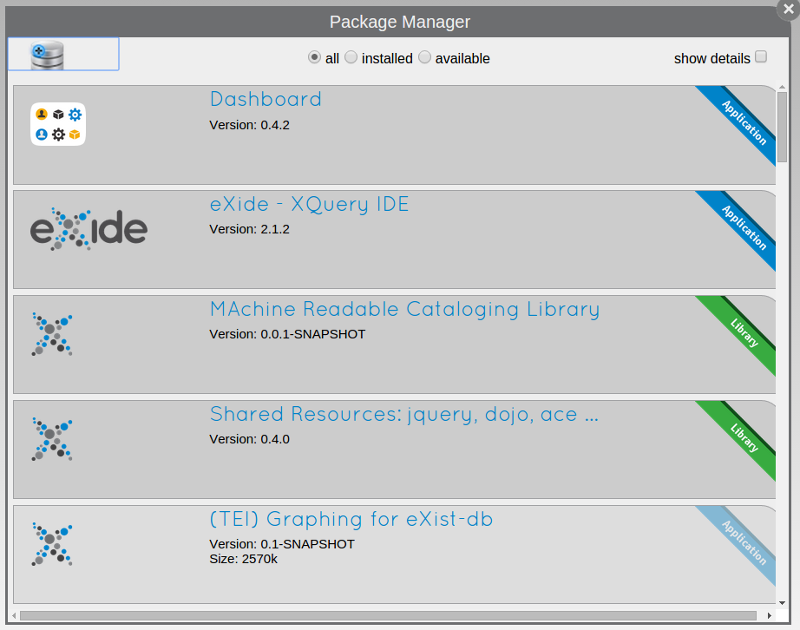 Package Manager
all installed available show details
Dashboard
Version: 0.4.2
Application
eXide
eXide - XQuery IDE
Version: 2.1.2
Application
MAchine Readable Cataloging Library
Version: 0.0.1-SNAPSHOT
Library
Shared Resources: jquery, dojo, ace ...
Version: 0.4.0
Library
(TEI) Graphing for eXist-db
Version: 0.1-SNAPSHOT
Size: 2570k
Application